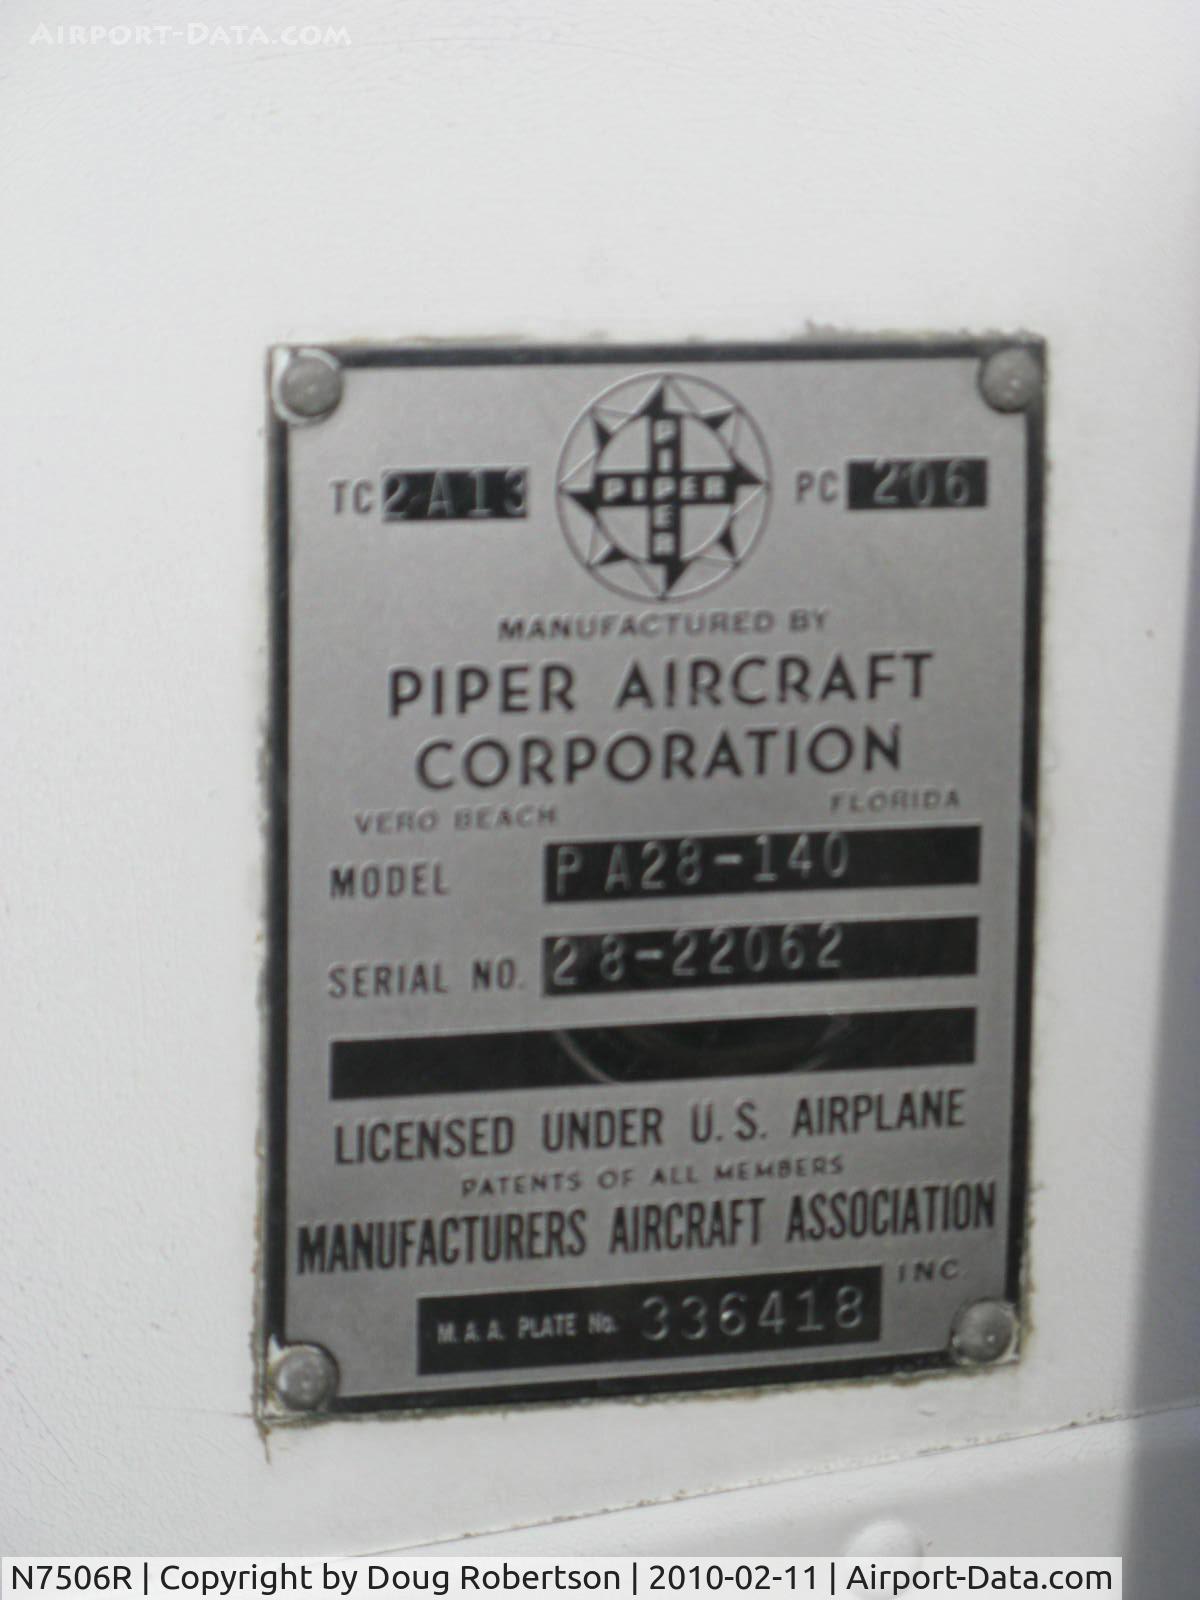 Airport-Data.com
TC 2A13 PIPER PIPER PC 206
MANUFACTURED BY
PIPER AIRCRAFT
CORPORATION
VERO BEACH FLORIDA
MODEL PA28-140
SERIAL NO. 28-22062
LICENSED UNDER U.S. AIRPLANE
PATENTS OF ALL MEMBERS
MANUFACTURERS AIRCRAFT ASSOCIATION
INC.
M.A.A. PLATE No. 336418
N7506R | Copyright by Doug Robertson | 2010-02-11 | Airport-Data.com